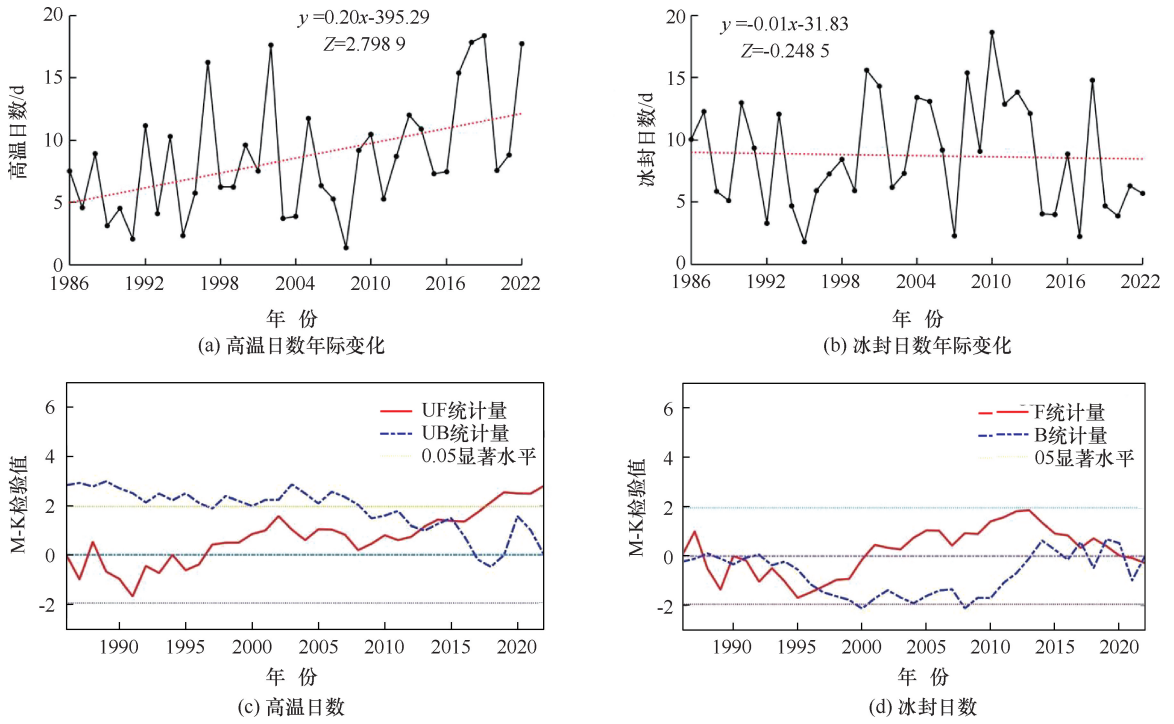 y =0.20x-395.29
Z=2.798 9
高温日数/d
20
15
10
5
0
1986 1992 1998 2004 2010 2016 2022
年 份
(a) 高温日数年际变化
y =-0.01x-31.83
Z=-0.248 5
冰封日数/d
20
15
10
5
0
1986 1992 1998 2004 2010 2016 2022
年 份
(b) 冰封日数年际变化
UF统计量
UB统计量
0.05显著水平
M-K检验值
6
4
2
0
-2
1990 1995 2000 2005 2010 2015 2020
年 份
(c) 高温日数
F统计量
B统计量
05显著水平
M-K检验值
6
4
2
0
-2
1990 1995 2000 2005 2010 2015 2020
年 份
(d) 冰封日数